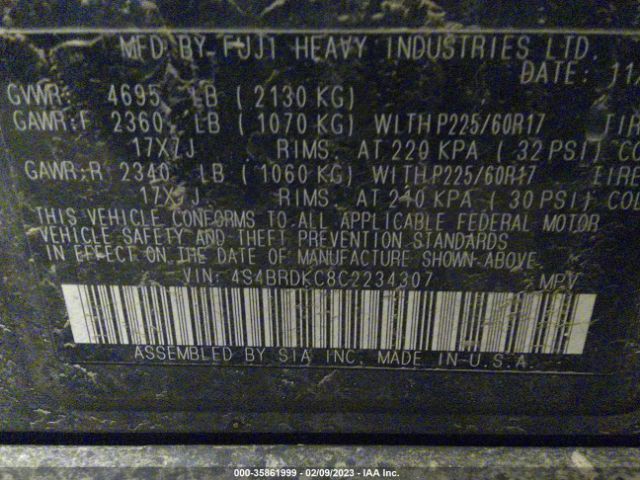 MFD BY FUJI HEAVY INDUSTRIES LTD.
DATE: 11
GVWR: 4695 LB ( 2130 KG)
GAWR:F 2360 LB ( 1070 KG) WITH P225/60R17 TIR
17X7J RIMS. AT 220 KPA ( 32 PSI) CO
GAWR:R 2340 LB ( 1060 KG) WITH P225/60R17 TIRE
17X7J RIMS. AT 210 KPA ( 30 PSI) COL
THIS VEHICLE CONFORMS TO ALL APPLICABLE FEDERAL MOTOR
VEHICLE SAFETY AND THEFT PREVENTION STANDARDS
IN EFFECT ON THE DATE OF MANUFACTURE SHOWN ABOVE.
VIN: 4S4BRDKC8C2234307 MPV
ASSEMBLED BY SIA INC. MADE IN U.S.A.
000-35861999 - 02/09/2023 - IAA Inc.